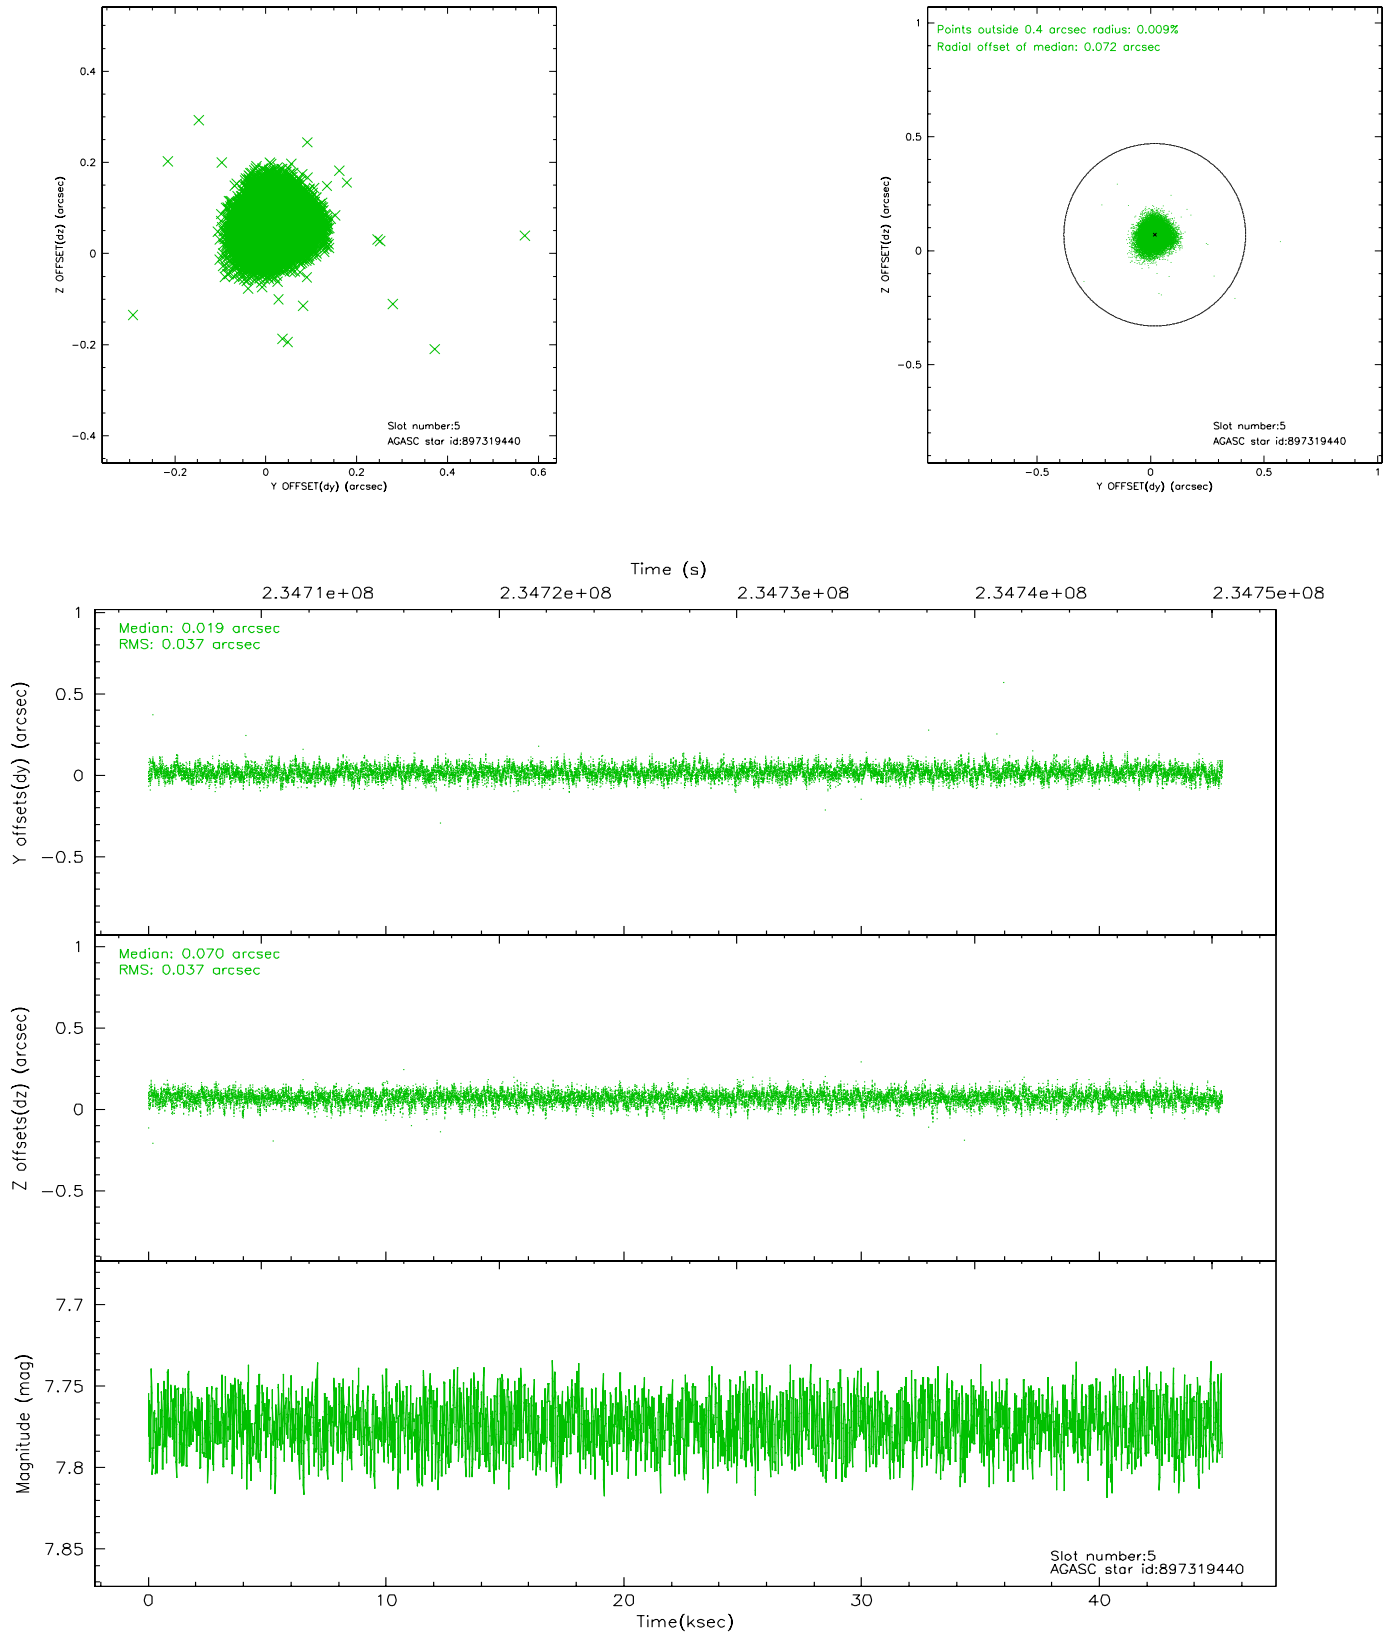 0.4
0.2
0
−0.2
−0.4
Z OFFSET(dz) (arcsec)
Slot number:5
AGASC star id:897319440
−0.2
0
0.2
0.4
0.6
Y OFFSET(dy) (arcsec)
Points outside 0.4 arcsec radius: 0.009%
Radial offset of median: 0.072 arcsec
1
0.5
0
−0.5
Z OFFSET(dz) (arcsec)
Slot number:5
AGASC star id:897319440
−0.5
0
0.5
1
Y OFFSET(dy) (arcsec)
Time (s)
2.3471e+08
2.3472e+08
2.3473e+08
2.3474e+08
2.3475e+08
Median: 0.019 arcsec
RMS: 0.037 arcsec
1
0.5
0
−0.5
Y offsets(dy) (arcsec)
Median: 0.070 arcsec
RMS: 0.037 arcsec
1
0.5
0
−0.5
Z offsets(dz) (arcsec)
7.7
7.75
7.8
7.85
Magnitude (mag)
Slot number:5
AGASC star id:897319440
0
10
20
30
40
Time(ksec)